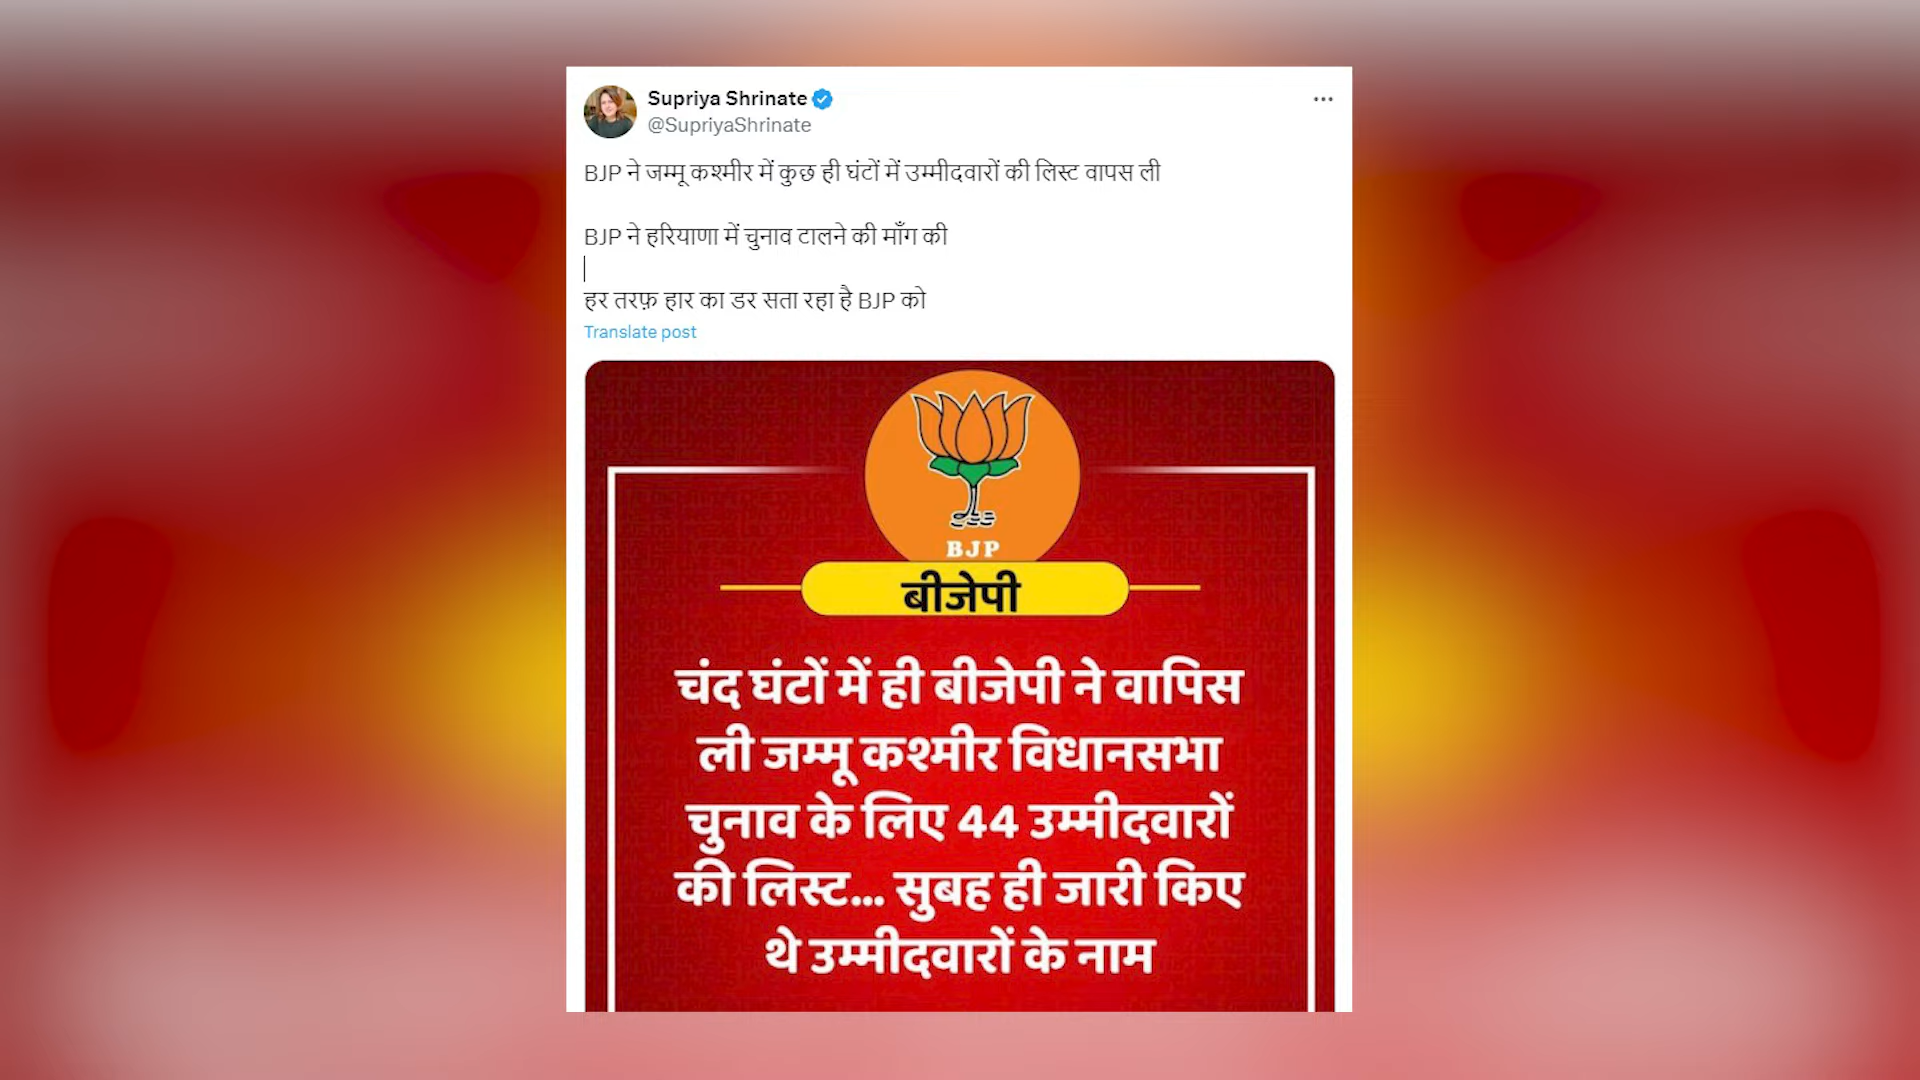 Supriya Shrinate
@SupriyaShrinate
BJP ने जम्मू कश्मीर में कुछ ही घंटों में उम्मीदवारों की लिस्ट वापस ली
BJP ने हरियाणा में चुनाव टालने की माँग की
हर तरफ़ हार का डर सता रहा है BJP को
Translate post
BJP
बीजेपी
चंद घंटों में ही बीजेपी ने वापिस
ली जम्मू कश्मीर विधानसभा
चुनाव के लिए 44 उम्मीदवारों
की लिस्ट... सुबह ही जारी किए
थे उम्मीदवारों के नाम